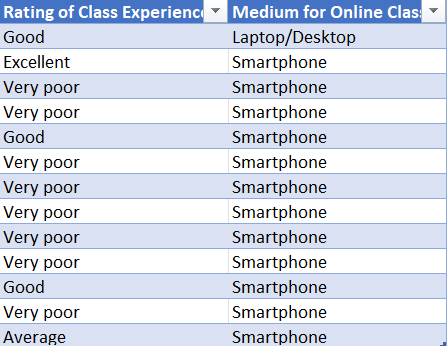 Rating of Class Experience Medium for Online Clas
Good Laptop/Desktop
Excellent Smartphone
Very poor Smartphone
Very poor Smartphone
Good Smartphone
Very poor Smartphone
Very poor Smartphone
Very poor Smartphone
Very poor Smartphone
Very poor Smartphone
Good Smartphone
Very poor Smartphone
Average Smartphone